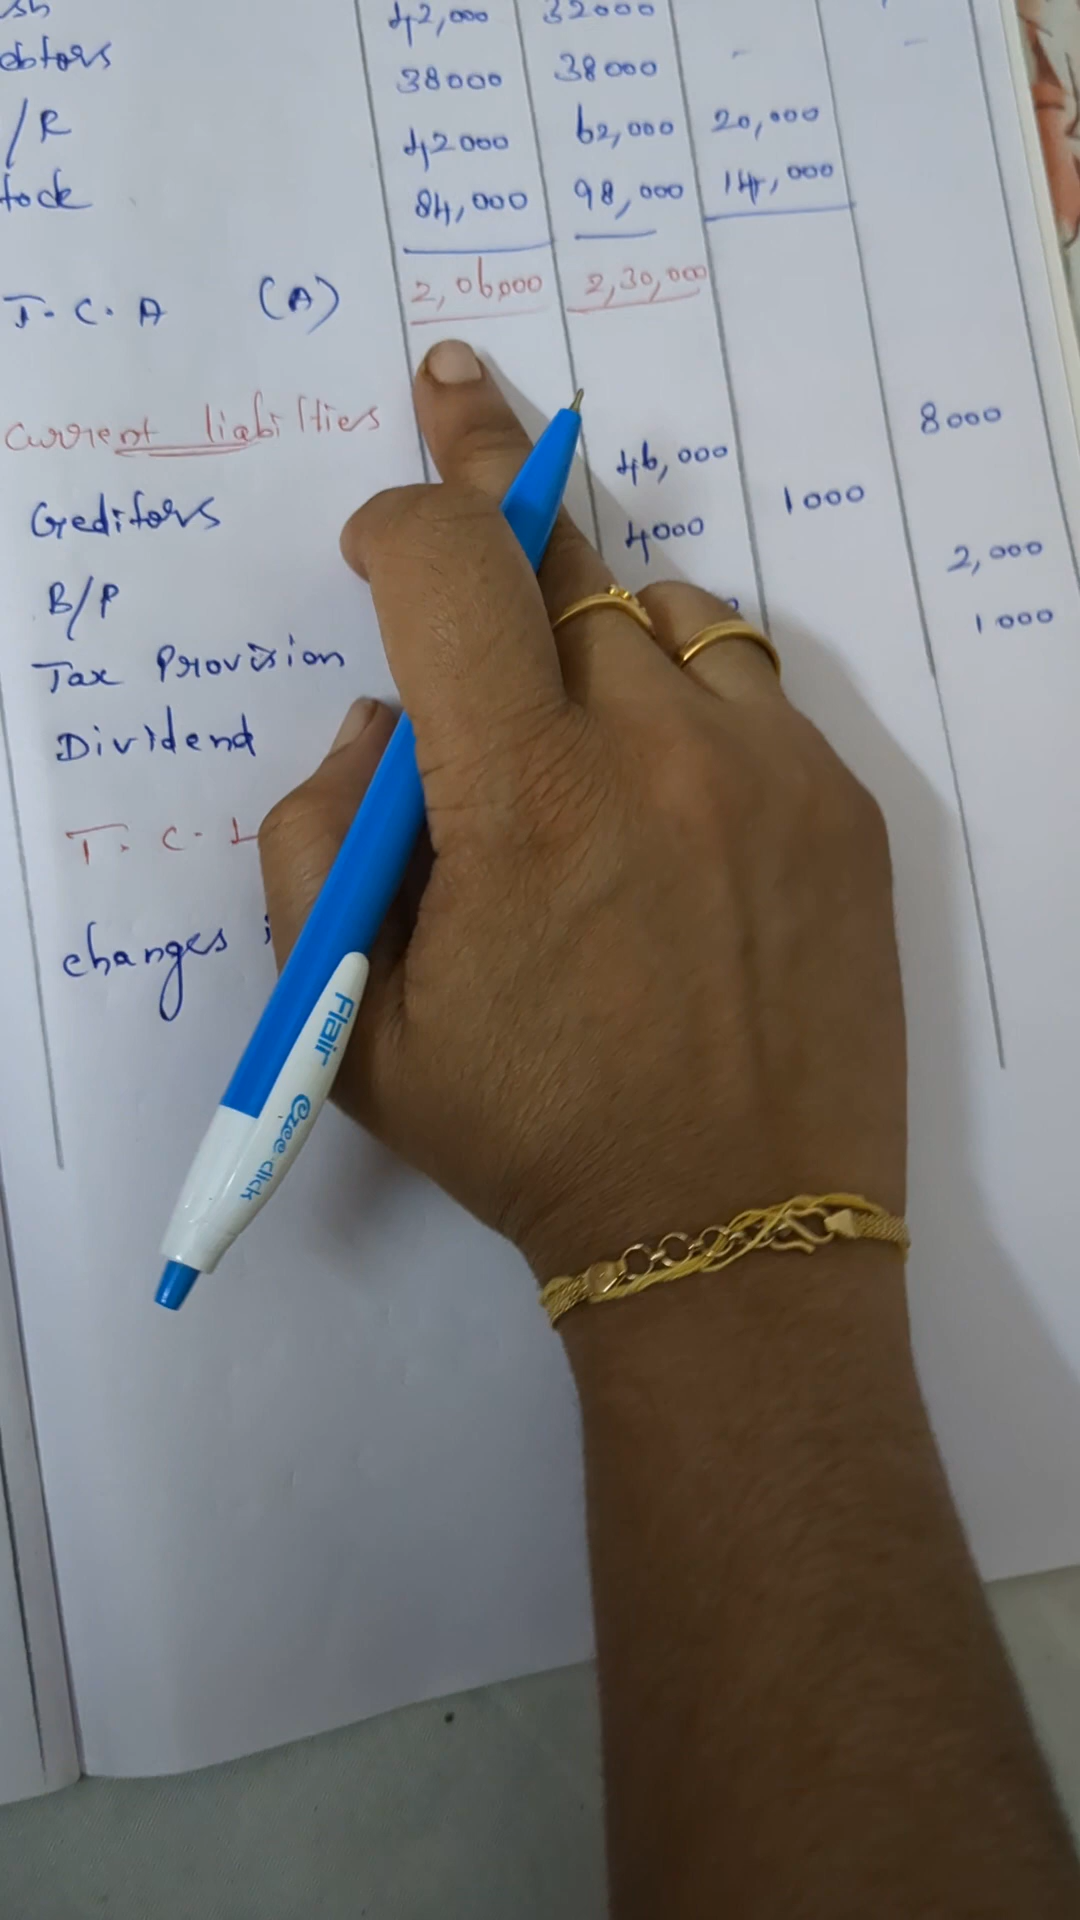 42,000 32000
ebtors 38000 38000 - -
/R 42000 62,000 20,000
tock 84,000 98,000 14,000
T. C. A (A) 2,06,000 2,30,000
Current liabilities
Creditors 46,000 8000
B/P 4000 1000
Tax Provision 2,000
Dividend 1000
T. C. L
changes
Flair Ezee-click